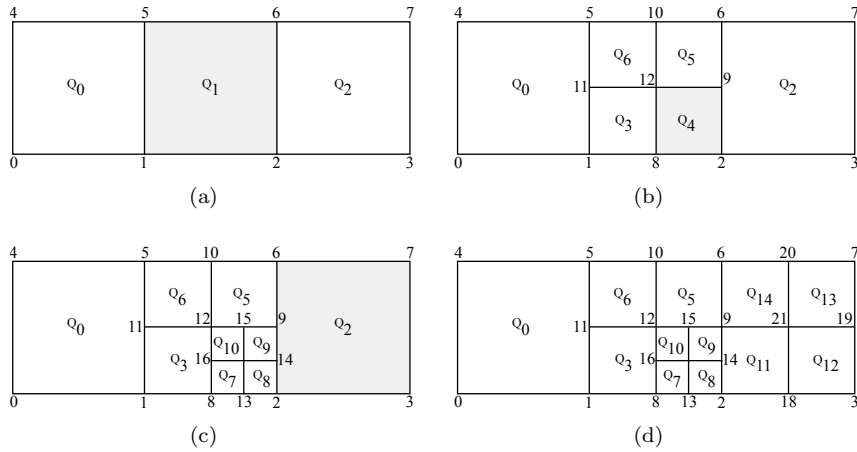 4 5 6 7
Q0 Q1 Q2
0 1 2 3
(a)
4 5 10 6 7
Q6 Q5
Q0 11 12 9 Q2
Q3 Q4
0 1 8 2 3
(b)
4 5 10 6 7
Q6 Q5
Q0 11 12 15 9 Q2
Q3 16 Q10 Q9 14
Q7 Q8
0 1 8 13 2 3
(c)
4 5 10 6 20 7
Q6 Q5 Q14 Q13
Q0 11 12 15 9 21 19
Q3 16 Q10 Q9 14 Q11 Q12
Q7 Q8
0 1 8 13 2 18 3
(d)